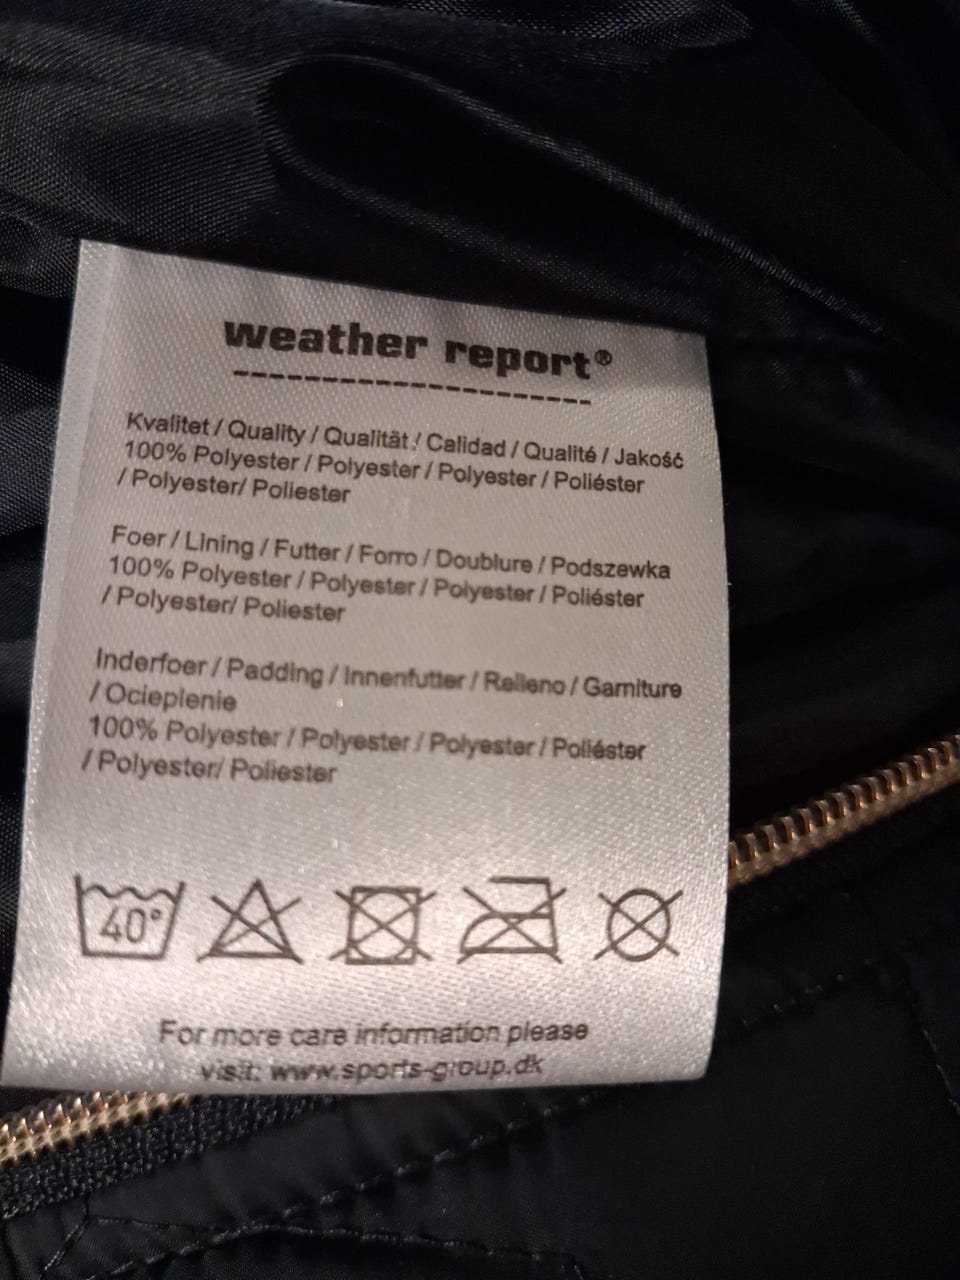 weather report®
Kvalitet / Quality / Qualität / Calidad / Qualité / Jakość
100% Polyester / Polyester / Polyester / Poliéster
/ Polyester/ Poliester
Foer / Lining / Futter / Forro / Doublure / Podszewka
100% Polyester / Polyester / Polyester / Poliéster
/ Polyester/ Poliester
Inderfoer / Padding / Innenfutter / Relleno / Garniture
/ Ocieplenie
100% Polyester / Polyester / Polyester / Poliéster
/ Polyester/ Poliester
40°
For more care information please
visit: www.sports-group.dk